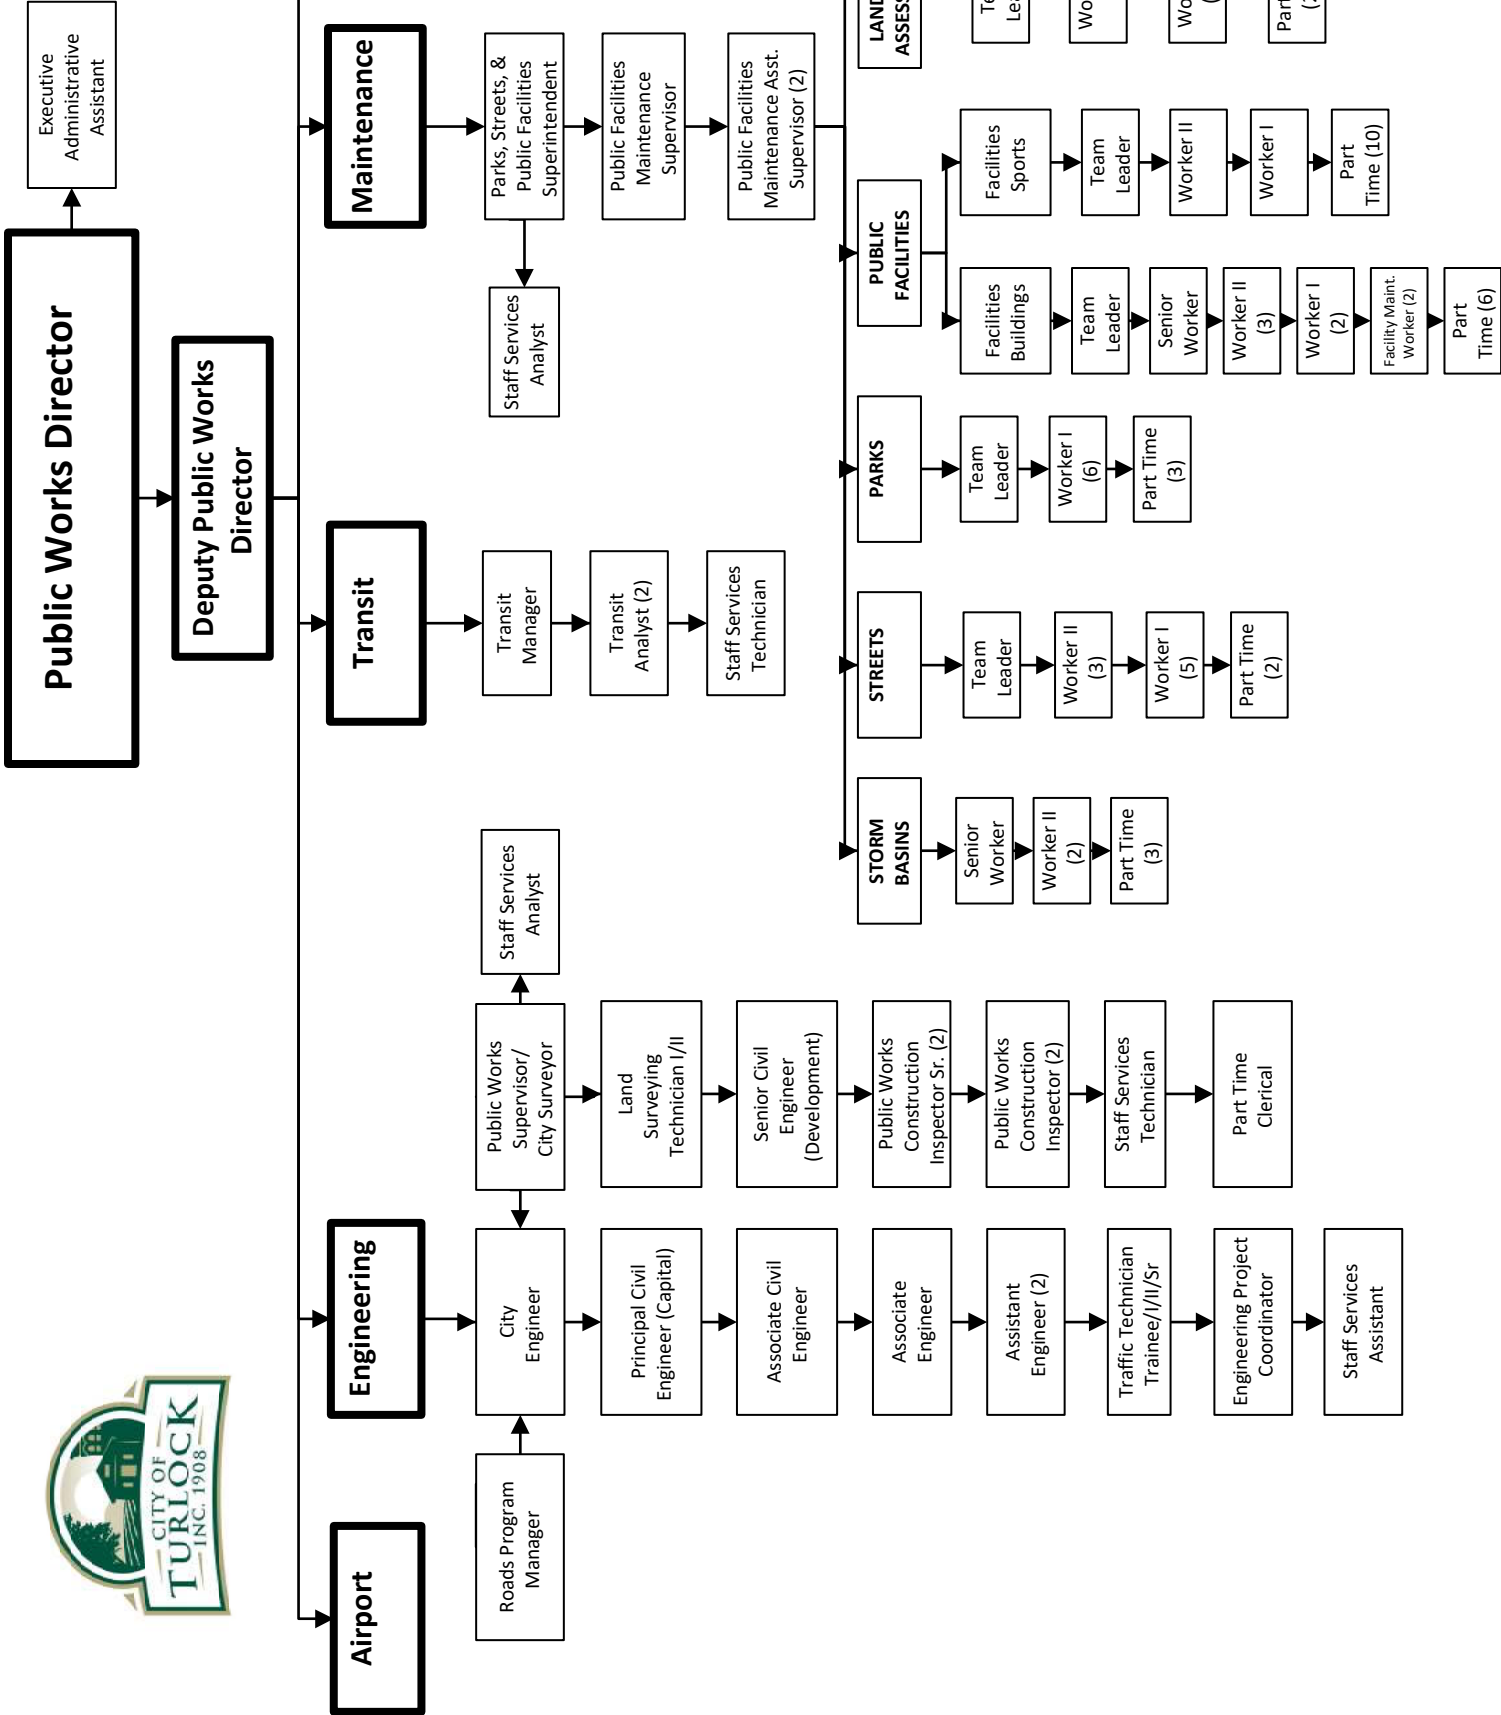 CITY OF
TURLOCK
INC. 1908
Public Works Director
Executive
Administrative
Assistant
Deputy Public Works
Director
Airport
Engineering
Transit
Maintenance
Roads Program
Manager
City
Engineer
Principal Civil
Engineer (Capital)
Associate Civil
Engineer
Associate
Engineer
Assistant
Engineer (2)
Traffic Technician
Trainee/I/II/Sr
Engineering Project
Coordinator
Staff Services
Assistant
Public Works
Supervisor/
City Surveyor
Staff Services
Analyst
Land
Surveying
Technician I/II
Senior Civil
Engineer
(Development)
Public Works
Construction
Inspector Sr. (2)
Public Works
Construction
Inspector (2)
Staff Services
Technician
Part Time
Clerical
Transit
Manager
Transit
Analyst (2)
Staff Services
Technician
Staff Services
Analyst
Parks, Streets, &
Public Facilities
Superintendent
Public Facilities
Maintenance
Supervisor
Public Facilities
Maintenance Asst.
Supervisor (2)
STORM
BASINS
Senior
Worker
Worker II
(2)
Part Time
(3)
STREETS
Team
Leader
Worker II
(3)
Worker I
(5)
Part Time
(2)
PARKS
Team
Leader
Worker I
(6)
Part Time
(3)
PUBLIC
FACILITIES
Facilities
Buildings
Team
Leader
Senior
Worker
Worker II
(3)
Worker I
(2)
Facility Maint.
Worker (2)
Part
Time (6)
Facilities
Sports
Team
Leader
Worker II
Worker I
Part
Time (10)
LAND
ASSESS
Te
Lea
Wo
Wo
Part